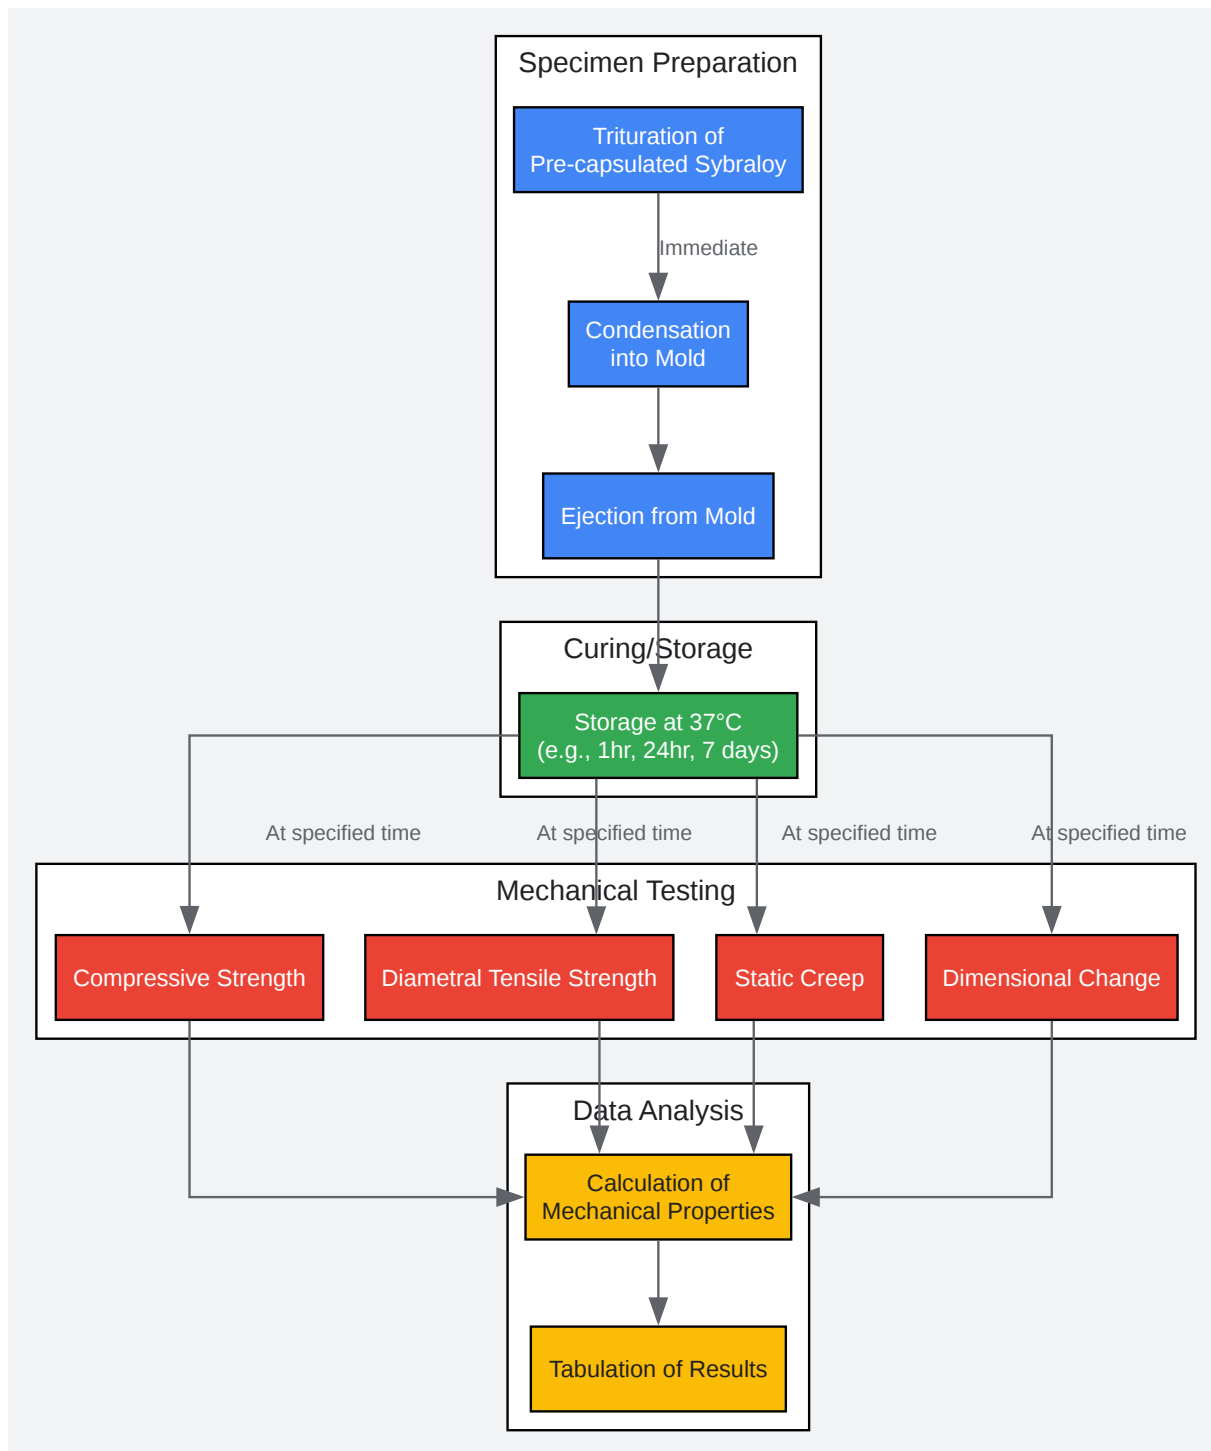 Specimen Preparation
Trituration of
Pre-capsulated Sybraloy
Immediate
Condensation
into Mold
Ejection from Mold
Curing/Storage
Storage at 37°C
(e.g., 1hr, 24hr, 7 days)
At specified time
At specified time
At specified time
At specified time
Mechanical Testing
Compressive Strength
Diametral Tensile Strength
Static Creep
Dimensional Change
Data Analysis
Calculation of
Mechanical Properties
Tabulation of Results